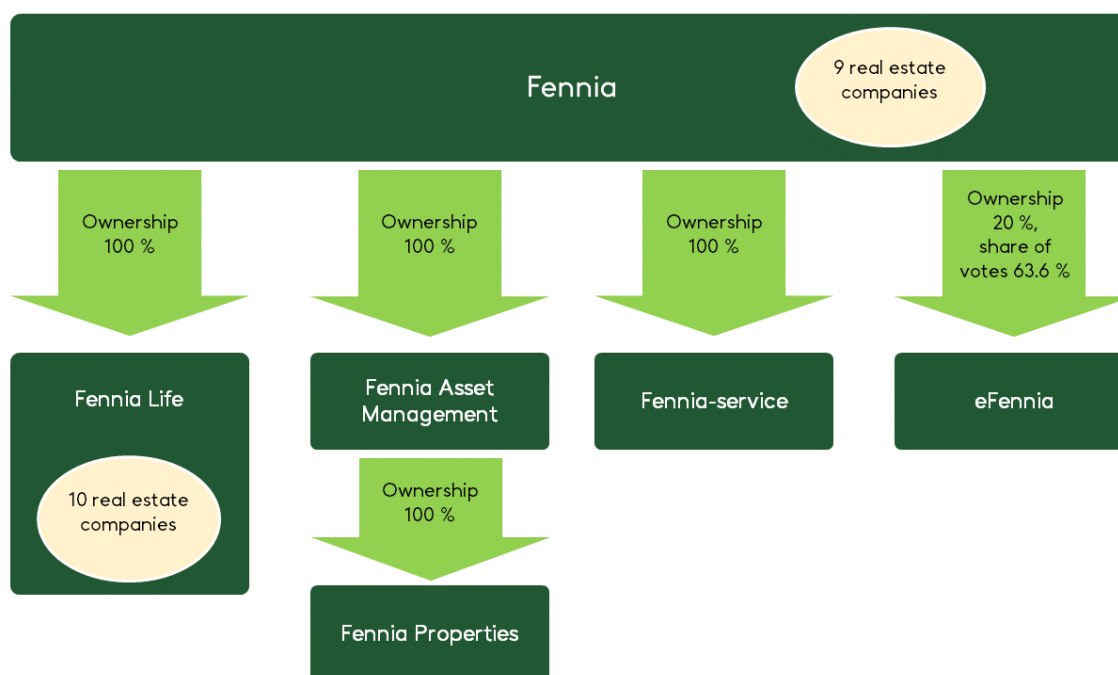 Fennia
9 real estate
companies
Ownership
100 %
Ownership
100 %
Ownership
100 %
Ownership
20 %,
share of
votes 63.6 %
Fennia Life
10 real estate
companies
Fennia Asset
Management
Fennia-service
eFennia
Ownership
100 %
Fennia Properties